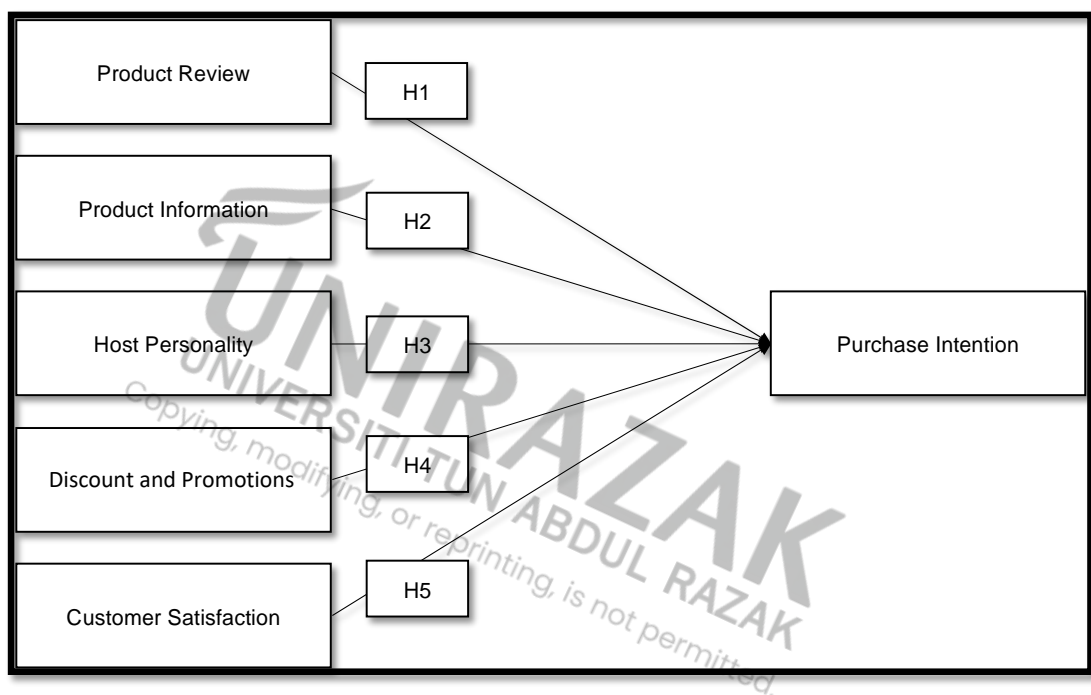 Product Review
H1
Product Information
H2
Host Personality
H3
Purchase Intention
Discount and Promotions
H4
Customer Satisfaction
H5
UNIRAZAK
UNIVERSITI TUN ABDUL RAZAK
Copying, modifying, or reprinting, is not permitted.